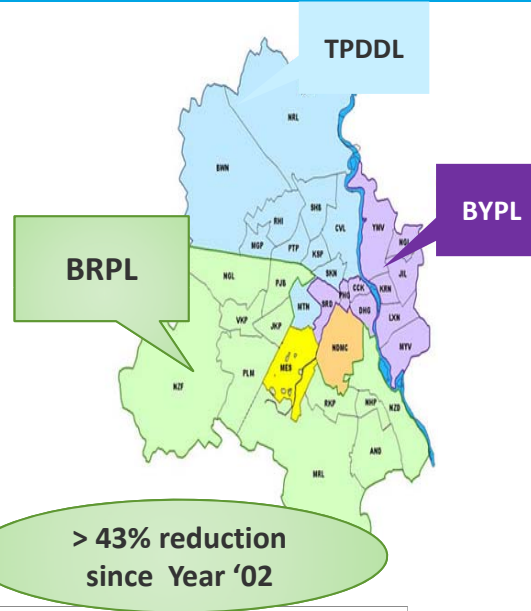 TPDDL
NRL
BWN
SHB
RHI
CVL
YMV
MGP
PTP
KSP
BYPL
NGL
SKN
JIL
BRPL
NGL
PJB
CCK
KRN
PHG
MTN
SRD
DHG
LXN
VKP
JKP
NDMC
MYV
MES
NZF
PLM
RKP
NHP
NZD
AND
MRL
> 43% reduction
since Year '02